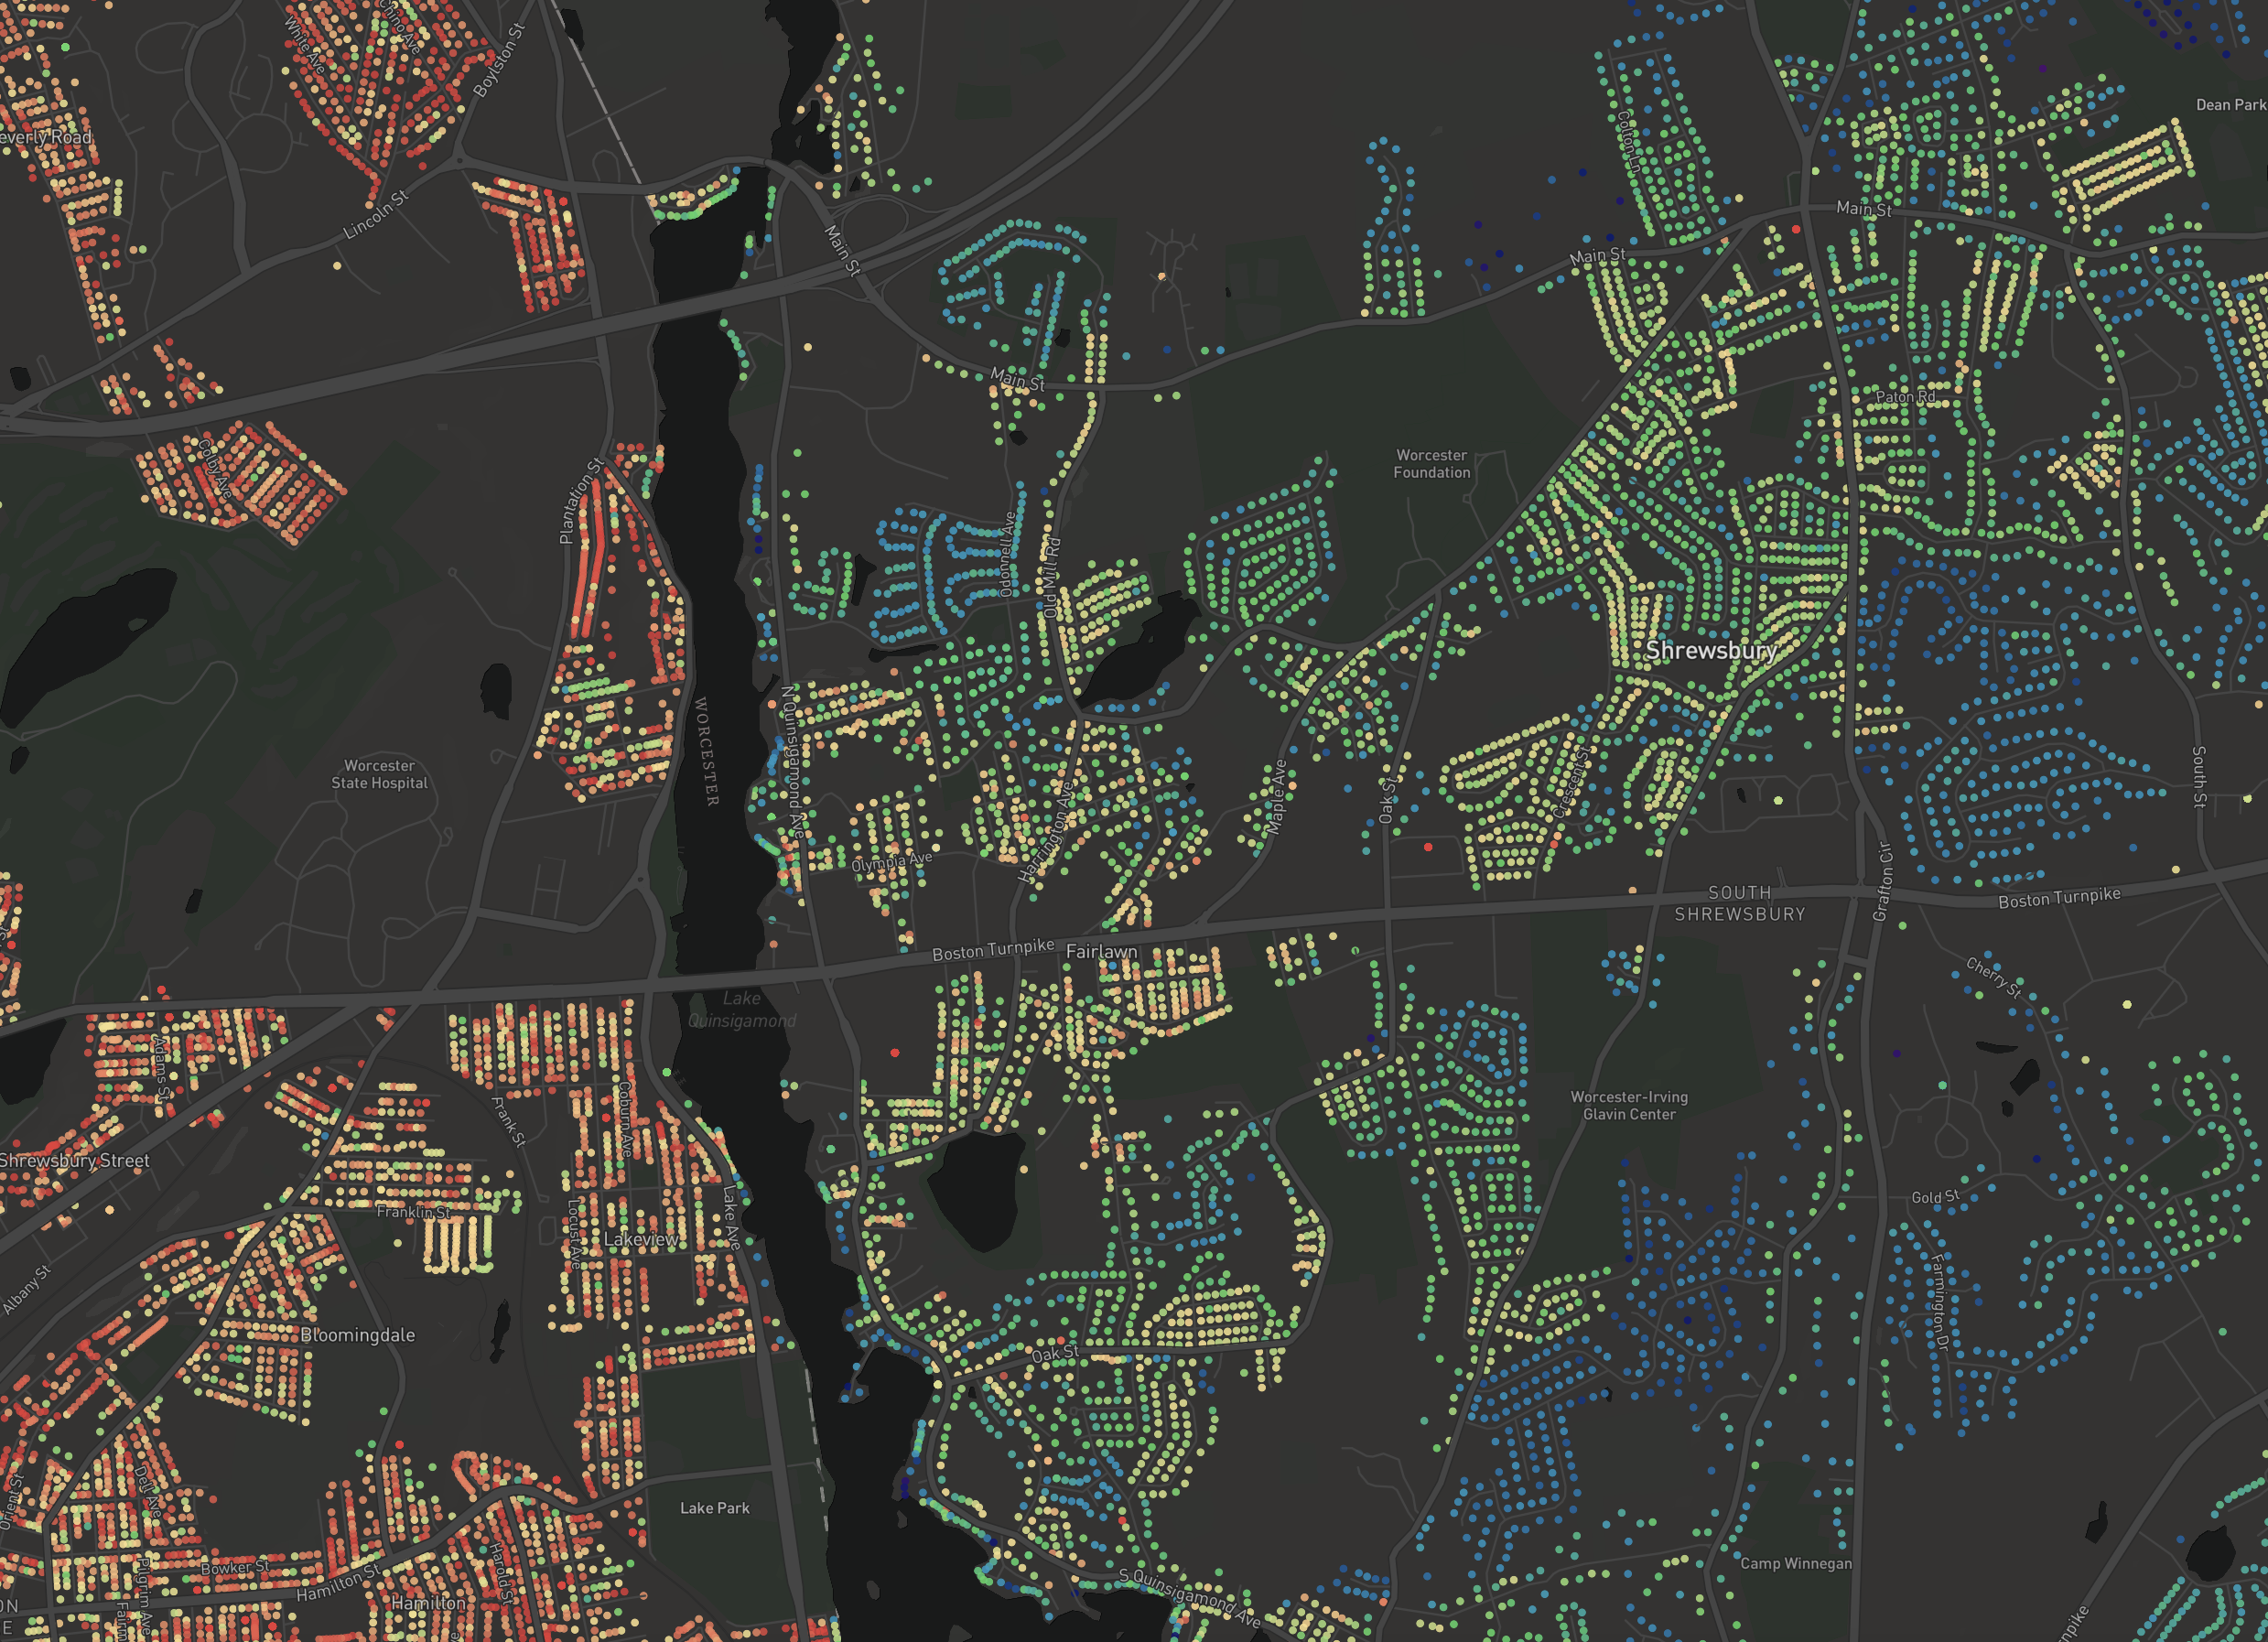 White Ave
Chino Ave
Boylston St
Dean Park
everly Road
Colton Ln
Lincoln St
Main St
Main St
Main St
Main St
Paton Rd
Worcester
Foundation
Colby Ave
Plantation St
Odonnell Ave
Old Mill Rd
Shrewsbury
WORCESTER
N Quinsigamond Ave
Worcester
State Hospital
Maple Ave
Oak St
Crescent St
South St
Harrington Ave
Olympia Ave
Grafton Cir
SOUTH
SHREWSBURY
Boston Turnpike
Boston Turnpike
Fairlawn
Cherry St
Lake
Quinsigamond
Adams St
Coburn Ave
Frank St
Worcester-Irving
Glavin Center
Shrewsbury Street
Gold St
Franklin St
Locust Ave
Lakeview
Lake Ave
Albany St
Farmington Dr
Bloomingdale
Oak St
Orient St
Dell Ave
Lake Park
Camp Winnegan
Bowker St
Hamilton St
Harold St
Pilgrim Ave
S Quinsigamond Ave
Hamilton
ON
E
Fairm
npike